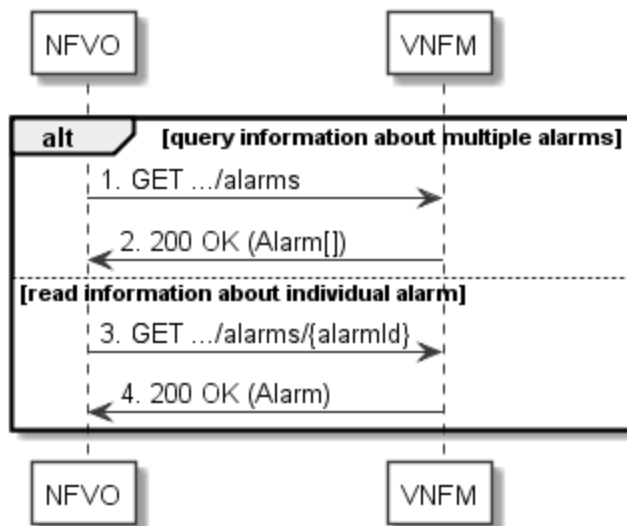 NFVO VNFM
alt [query information about multiple alarms]
1. GET .../alarms
2. 200 OK (Alarm[])
[read information about individual alarm]
3. GET .../alarms/{alarmId}
4. 200 OK (Alarm)
NFVO VNFM